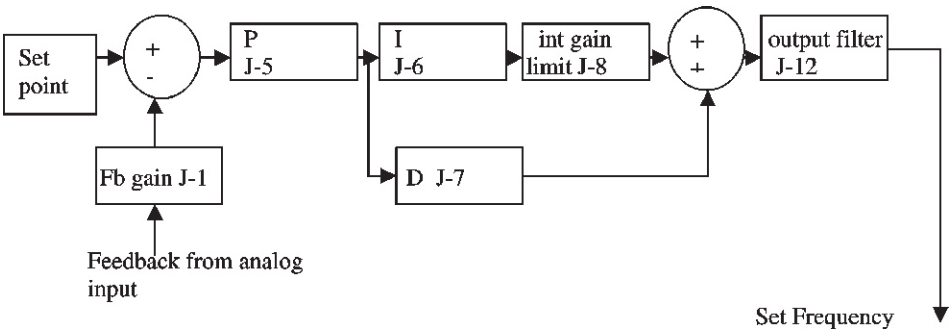 Set
point
+
-
P
J-5
I
J-6
int gain
limit J-8
+
+
output filter
J-12
Fb gain J-1
D J-7
Feedback from analog
input
Set Frequency